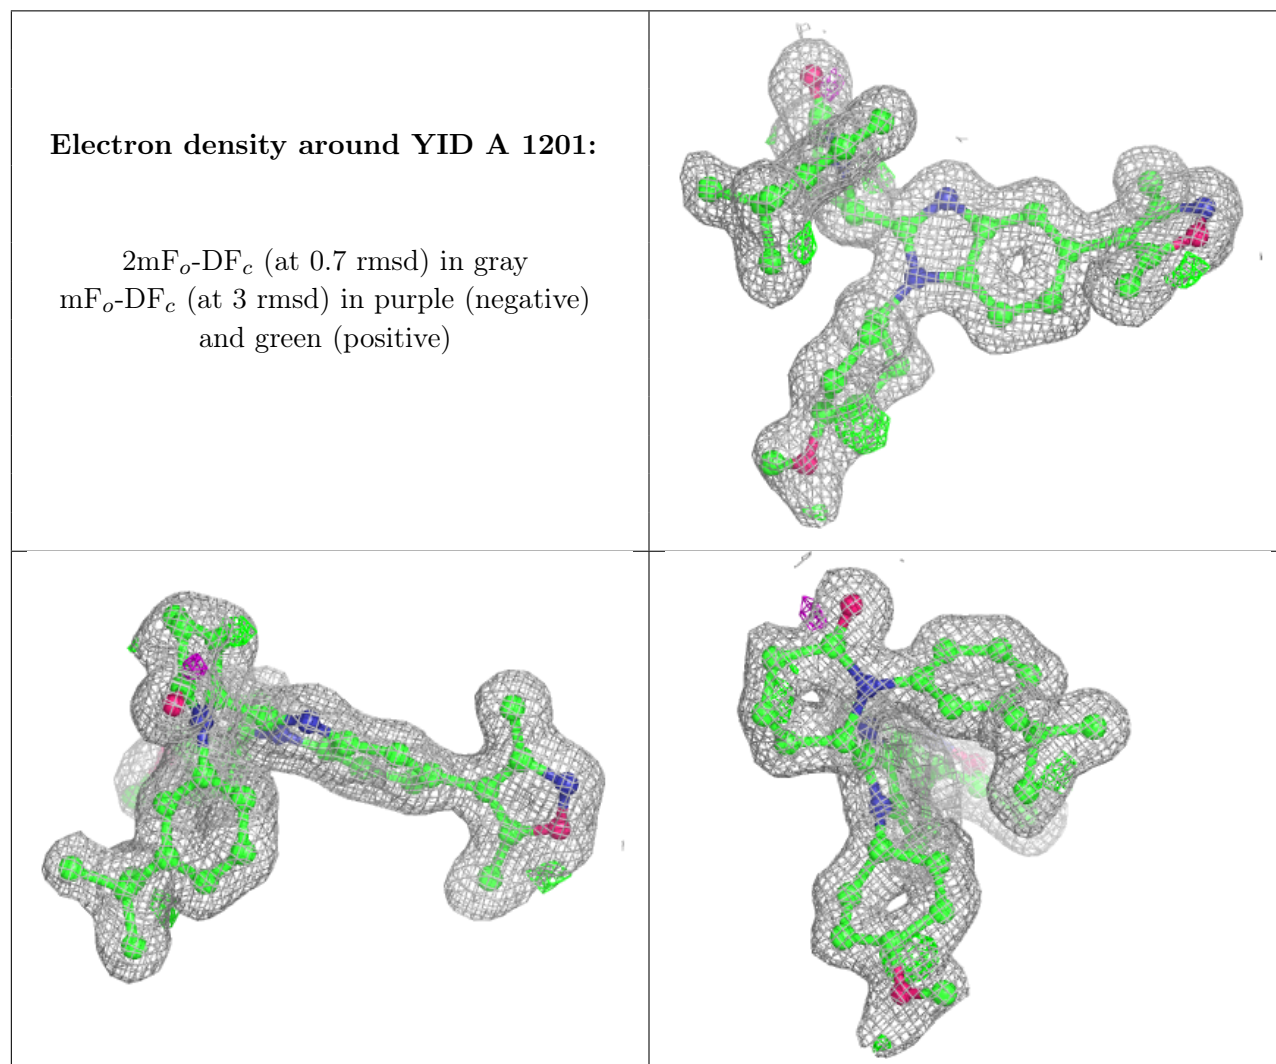 Electron density around YID A 1201:
2mFo-DFc (at 0.7 rmsd) in gray
mFo-DFc (at 3 rmsd) in purple (negative)
and green (positive)